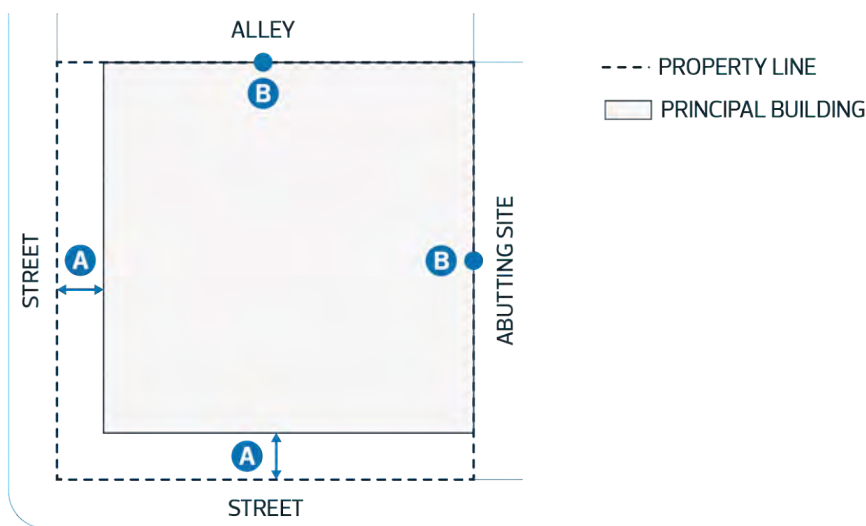 ALLEY
B
PROPERTY LINE
PRINCIPAL BUILDING
STREET
A
B
ABUTTING SITE
A
STREET